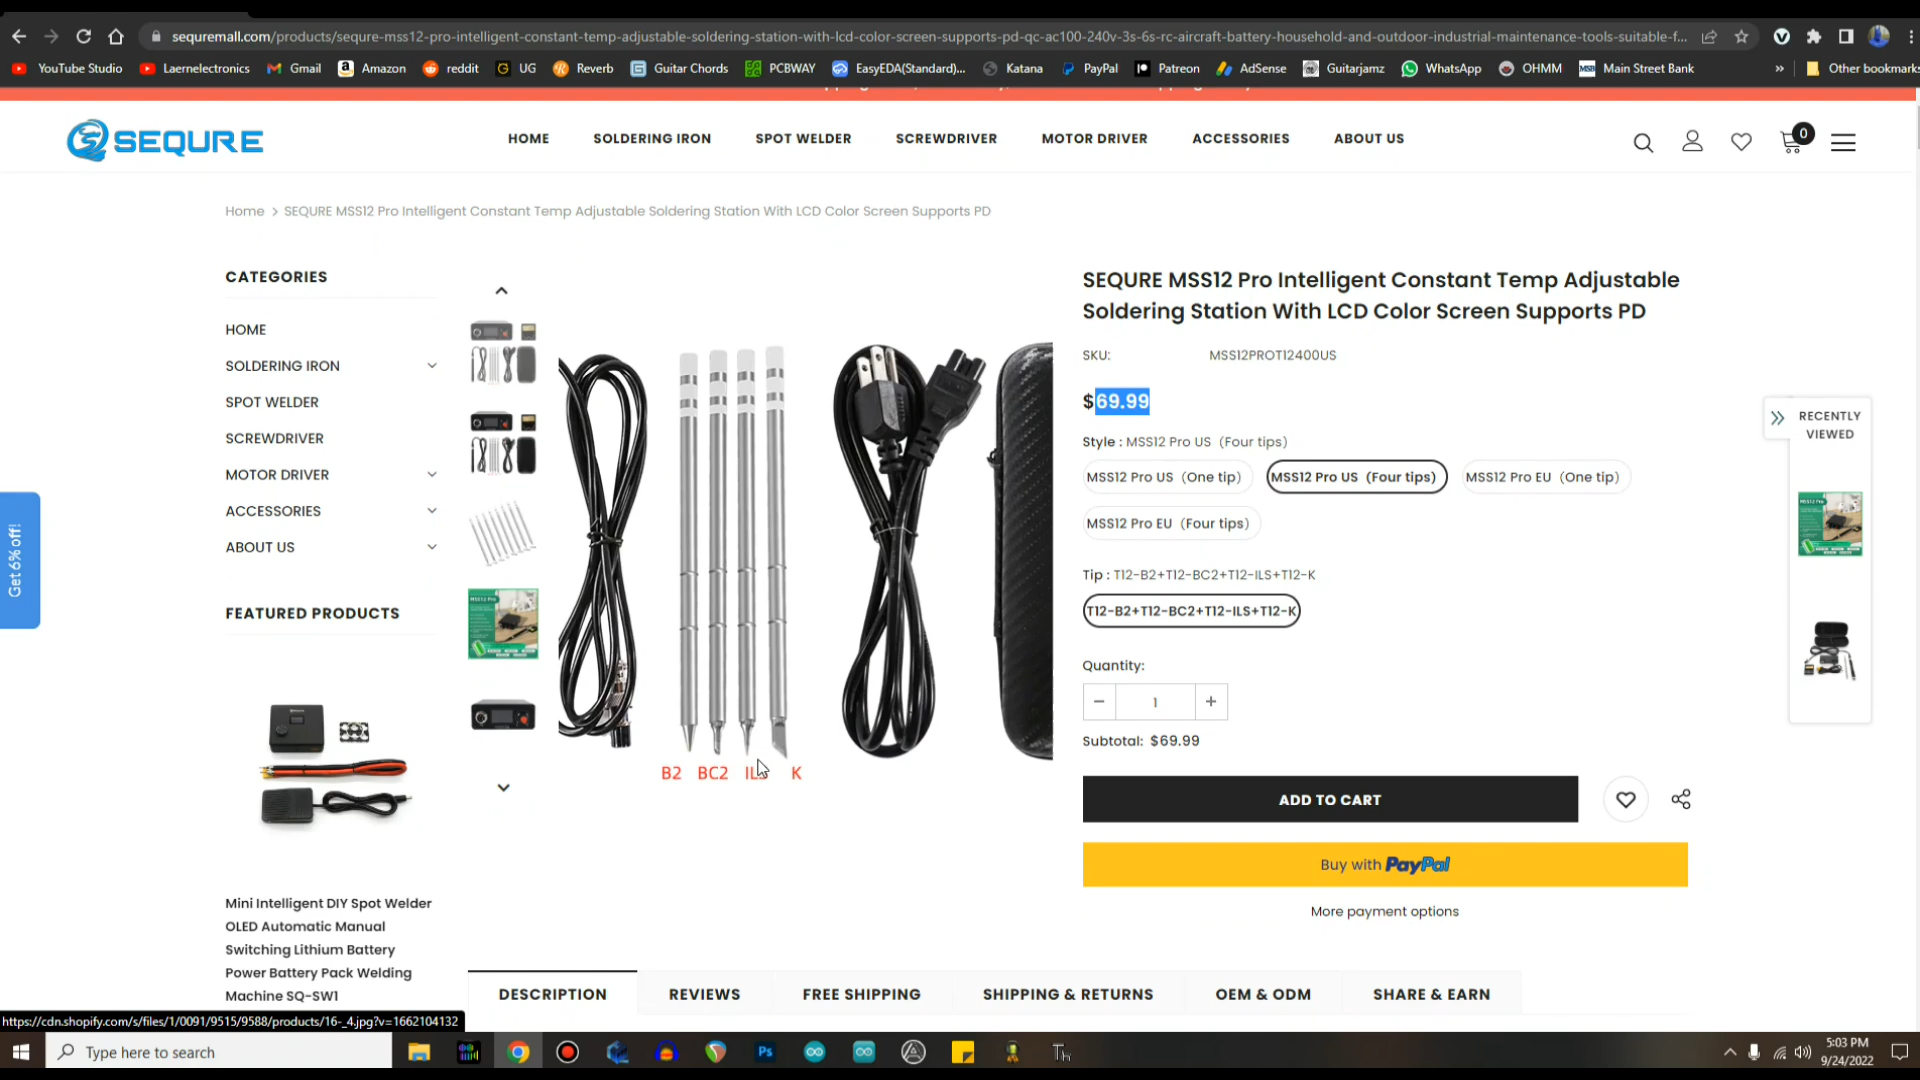 sequremall.com/products/sequre-mss12-pro-intelligent-constant-temp-adjustable-soldering-station-with-lcd-color-screen-supports-pd-qc-ac100-240v-3s-6s-rc-aircraft-battery-household-and-outdoor-industrial-maintenance-tools-suitable-f...
YouTube Studio Laernelectronics Gmail Amazon reddit UG Reverb Guitar Chords PCBWAY EasyEDA(Standard)... Katana PayPal Patreon AdSense Guitarjamz WhatsApp OHMM Main Street Bank » Other bookmarks
SEQURE
HOME SOLDERING IRON SPOT WELDER SCREWDRIVER MOTOR DRIVER ACCESSORIES ABOUT US
0
Home > SEQURE MSS12 Pro Intelligent Constant Temp Adjustable Soldering Station With LCD Color Screen Supports PD
CATEGORIES
HOME
SOLDERING IRON
SPOT WELDER
SCREWDRIVER
MOTOR DRIVER
ACCESSORIES
ABOUT US
Get 6% off!
FEATURED PRODUCTS
Mini Intelligent DIY Spot Welder
OLED Automatic Manual
Switching Lithium Battery
Power Battery Pack Welding
Machine SQ-SW1
MSS12 Pro
B2 BC2 ILS K
SEQURE MSS12 Pro Intelligent Constant Temp Adjustable
Soldering Station With LCD Color Screen Supports PD
SKU: MSS12PROT12400US
$69.99
Style : MSS12 Pro US（Four tips）
MSS12 Pro US（One tip） MSS12 Pro US（Four tips） MSS12 Pro EU（One tip）
MSS12 Pro EU（Four tips）
Tip : T12-B2+T12-BC2+T12-ILS+T12-K
T12-B2+T12-BC2+T12-ILS+T12-K
Quantity:
− 1 +
Subtotal: $69.99
ADD TO CART
Buy with PayPal
More payment options
RECENTLY
VIEWED
MSS12 Pro
DESCRIPTION REVIEWS FREE SHIPPING SHIPPING & RETURNS OEM & ODM SHARE & EARN
https://cdn.shopify.com/s/files/1/0091/9515/9588/products/16-_4.jpg?v=1662104132
Type here to search
Ps
Th
5:03 PM
9/24/2022